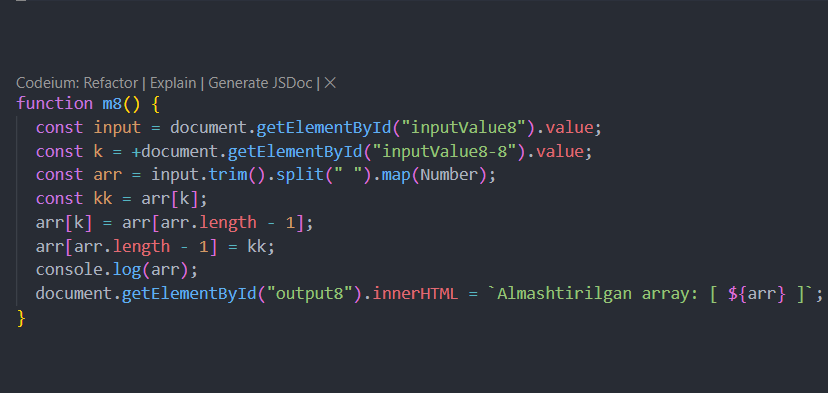 Codeium: Refactor | Explain | Generate JSDoc | ✕
function m8() {
  const input = document.getElementById("inputValue8").value;
  const k = +document.getElementById("inputValue8-8").value;
  const arr = input.trim().split(" ").map(Number);
  const kk = arr[k];
  arr[k] = arr[arr.length - 1];
  arr[arr.length - 1] = kk;
  console.log(arr);
  document.getElementById("output8").innerHTML = `Almashtirilgan array: [ ${arr} ]`;
}